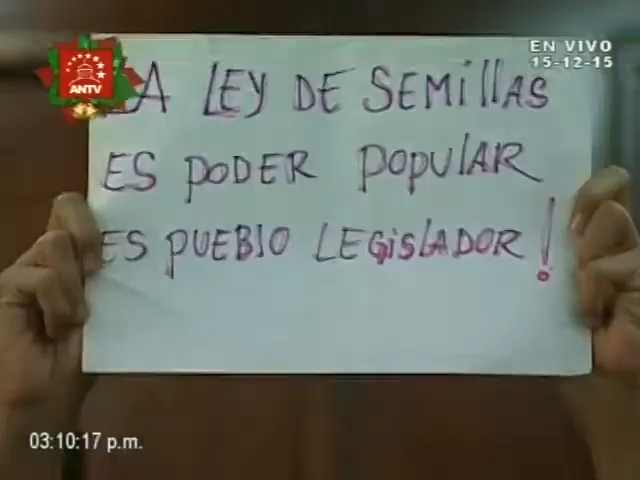 ANTV
EN VIVO
15-12-15
LA LEY DE SEMillAS
ES PODER POPULAR
ES PUEBlO LEGiSLADOR!
03:10:17 p.m.